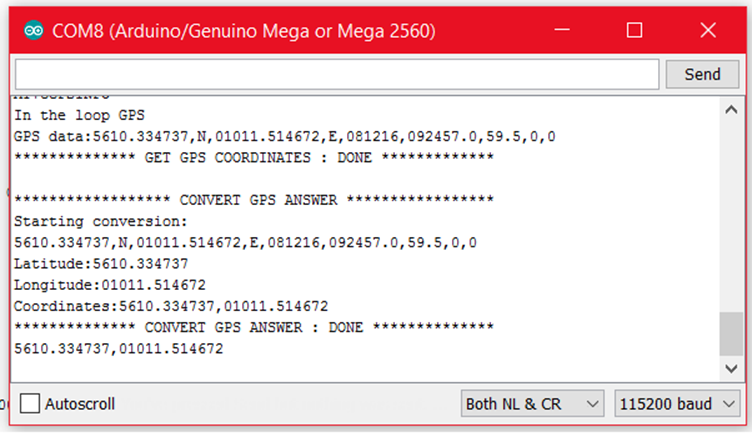 COM8 (Arduino/Genuino Mega or Mega 2560)
Send
In the loop GPS
GPS data:5610.334737,N,01011.514672,E,081216,092457.0,59.5,0,0
************** GET GPS COORDINATES : DONE *************
****************** CONVERT GPS ANSWER *****************
Starting conversion:
5610.334737,N,01011.514672,E,081216,092457.0,59.5,0,0
Latitude:5610.334737
Longitude:01011.514672
Coordinates:5610.334737,01011.514672
************** CONVERT GPS ANSWER : DONE **************
5610.334737,01011.514672
Autoscroll
Both NL & CR
115200 baud